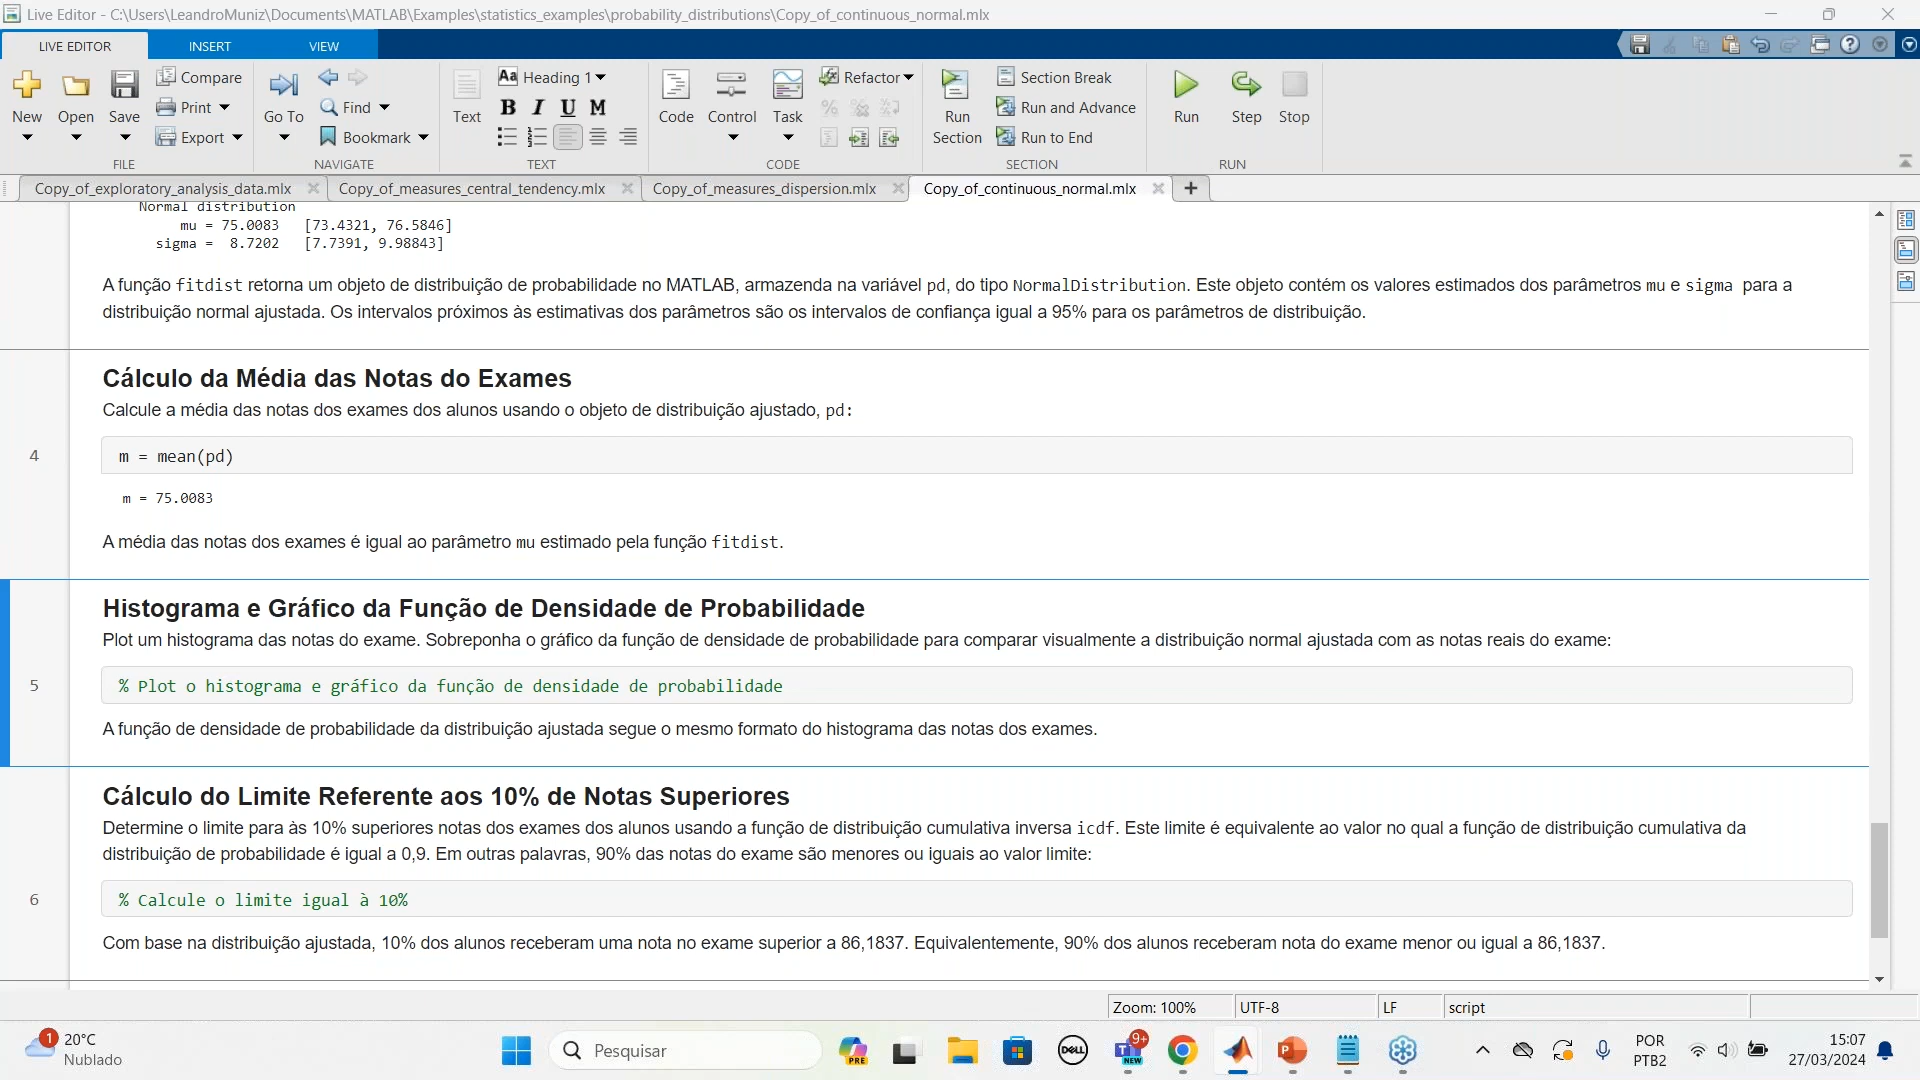 Live Editor - C:\Users\LeandroMuniz\Documents\MATLAB\Examples\statistics_examples\probability_distributions\Copy_of_continuous_normal.mlx
LIVE EDITOR INSERT VIEW
New Open Save Compare Print Export
FILE
Go To Find Bookmark
NAVIGATE
Text Aa Heading 1
B I U M
TEXT
Code Control Task Refactor
CODE
Run Section Section Break
Run and Advance
Run to End
SECTION
Run Step Stop
RUN
Copy_of_exploratory_analysis_data.mlx Copy_of_measures_central_tendency.mlx Copy_of_measures_dispersion.mlx Copy_of_continuous_normal.mlx
Normal distribution
mu = 75.0083 [73.4321, 76.5846]
sigma = 8.7202 [7.7391, 9.98843]
A função fitdist retorna um objeto de distribuição de probabilidade no MATLAB, armazenda na variável pd, do tipo NormalDistribution. Este objeto contém os valores estimados dos parâmetros mu e sigma para a
distribuição normal ajustada. Os intervalos próximos às estimativas dos parâmetros são os intervalos de confiança igual a 95% para os parâmetros de distribuição.
Cálculo da Média das Notas do Exames
Calcule a média das notas dos exames dos alunos usando o objeto de distribuição ajustado, pd:
4 m = mean(pd)
m = 75.0083
A média das notas dos exames é igual ao parâmetro mu estimado pela função fitdist.
Histograma e Gráfico da Função de Densidade de Probabilidade
Plot um histograma das notas do exame. Sobreponha o gráfico da função de densidade de probabilidade para comparar visualmente a distribuição normal ajustada com as notas reais do exame:
5 % Plot o histograma e gráfico da função de densidade de probabilidade
A função de densidade de probabilidade da distribuição ajustada segue o mesmo formato do histograma das notas dos exames.
Cálculo do Limite Referente aos 10% de Notas Superiores
Determine o limite para às 10% superiores notas dos exames dos alunos usando a função de distribuição cumulativa inversa icdf. Este limite é equivalente ao valor no qual a função de distribuição cumulativa da
distribuição de probabilidade é igual a 0,9. Em outras palavras, 90% das notas do exame são menores ou iguais ao valor limite:
6 % Calcule o limite igual à 10%
Com base na distribuição ajustada, 10% dos alunos receberam uma nota no exame superior a 86,1837. Equivalentemente, 90% dos alunos receberam nota do exame menor ou igual a 86,1837.
Zoom: 100% UTF-8 LF script
1 20°C
Nublado
Pesquisar
PRE
DELL
9+
NEW
POR
PTB2
15:07
27/03/2024